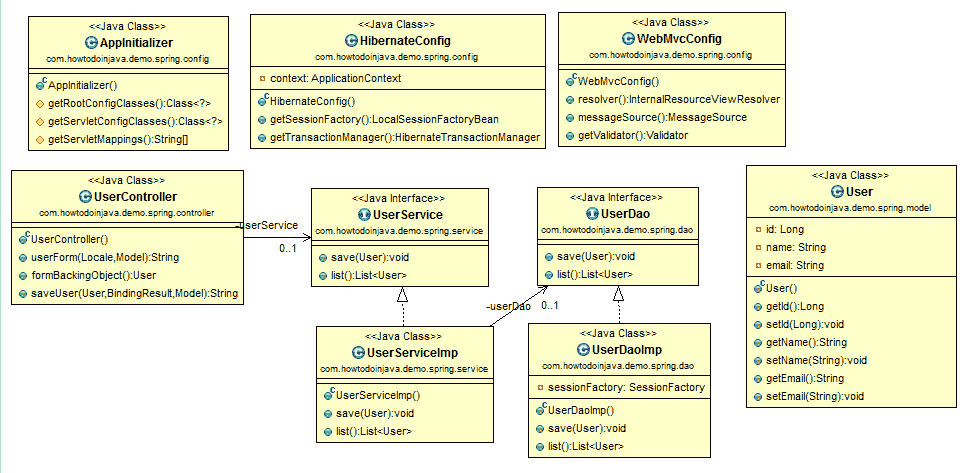 <<Java Class>>
AppInitializer
com.howtodoinjava.demo.spring.config
AppInitializer()
getRootConfigClasses():Class<?>
getServletConfigClasses():Class<?>
getServletMappings():String[]
<<Java Class>>
HibernateConfig
com.howtodoinjava.demo.spring.config
context: ApplicationContext
HibernateConfig()
getSessionFactory():LocalSessionFactoryBean
getTransactionManager():HibernateTransactionManager
<<Java Class>>
WebMvcConfig
com.howtodoinjava.demo.spring.config
WebMvcConfig()
resolver():InternalResourceViewResolver
messageSource():MessageSource
getValidator():Validator
<<Java Class>>
UserController
com.howtodoinjava.demo.spring.controller
UserController()
userForm(Locale,Model):String
formBackingObject():User
saveUser(User,BindingResult,Model):String
-userService
0..1
<<Java Interface>>
UserService
com.howtodoinjava.demo.spring.service
save(User):void
list():List<User>
<<Java Interface>>
UserDao
com.howtodoinjava.demo.spring.dao
save(User):void
list():List<User>
<<Java Class>>
User
com.howtodoinjava.demo.spring.model
id: Long
name: String
email: String
User()
getId():Long
setId(Long):void
getName():String
setName(String):void
getEmail():String
setEmail(String):void
-userDao
0..1
<<Java Class>>
UserServiceImp
com.howtodoinjava.demo.spring.service
UserServiceImp()
save(User):void
list():List<User>
<<Java Class>>
UserDaoImp
com.howtodoinjava.demo.spring.dao
sessionFactory: SessionFactory
UserDaoImp()
save(User):void
list():List<User>